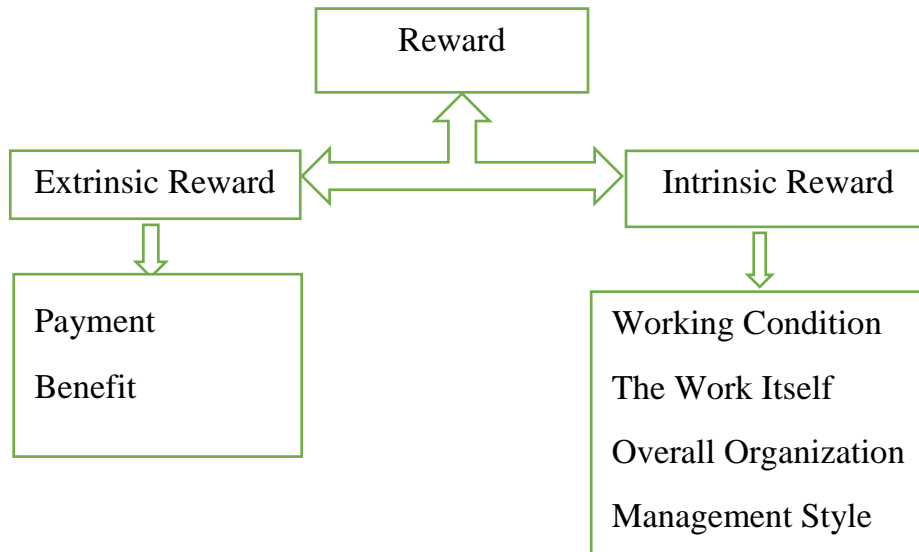 Reward
Extrinsic Reward
Intrinsic Reward
Payment
Benefit
Working Condition
The Work Itself
Overall Organization
Management Style